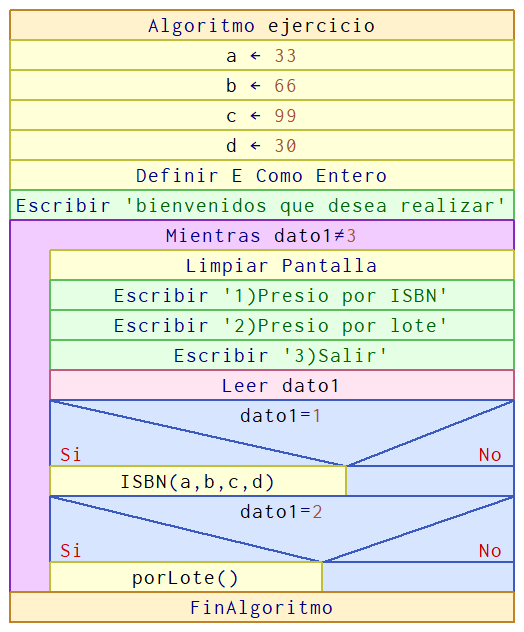 Algoritmo ejercicio
a ← 33
b ← 66
c ← 99
d ← 30
Definir E Como Entero
Escribir 'bienvenidos que desea realizar'
Mientras dato1≠3
Limpiar Pantalla
Escribir '1)Presio por ISBN'
Escribir '2)Presio por lote'
Escribir '3)Salir'
Leer dato1
dato1=1
Si No
ISBN(a,b,c,d)
dato1=2
Si No
porLote()
FinAlgoritmo